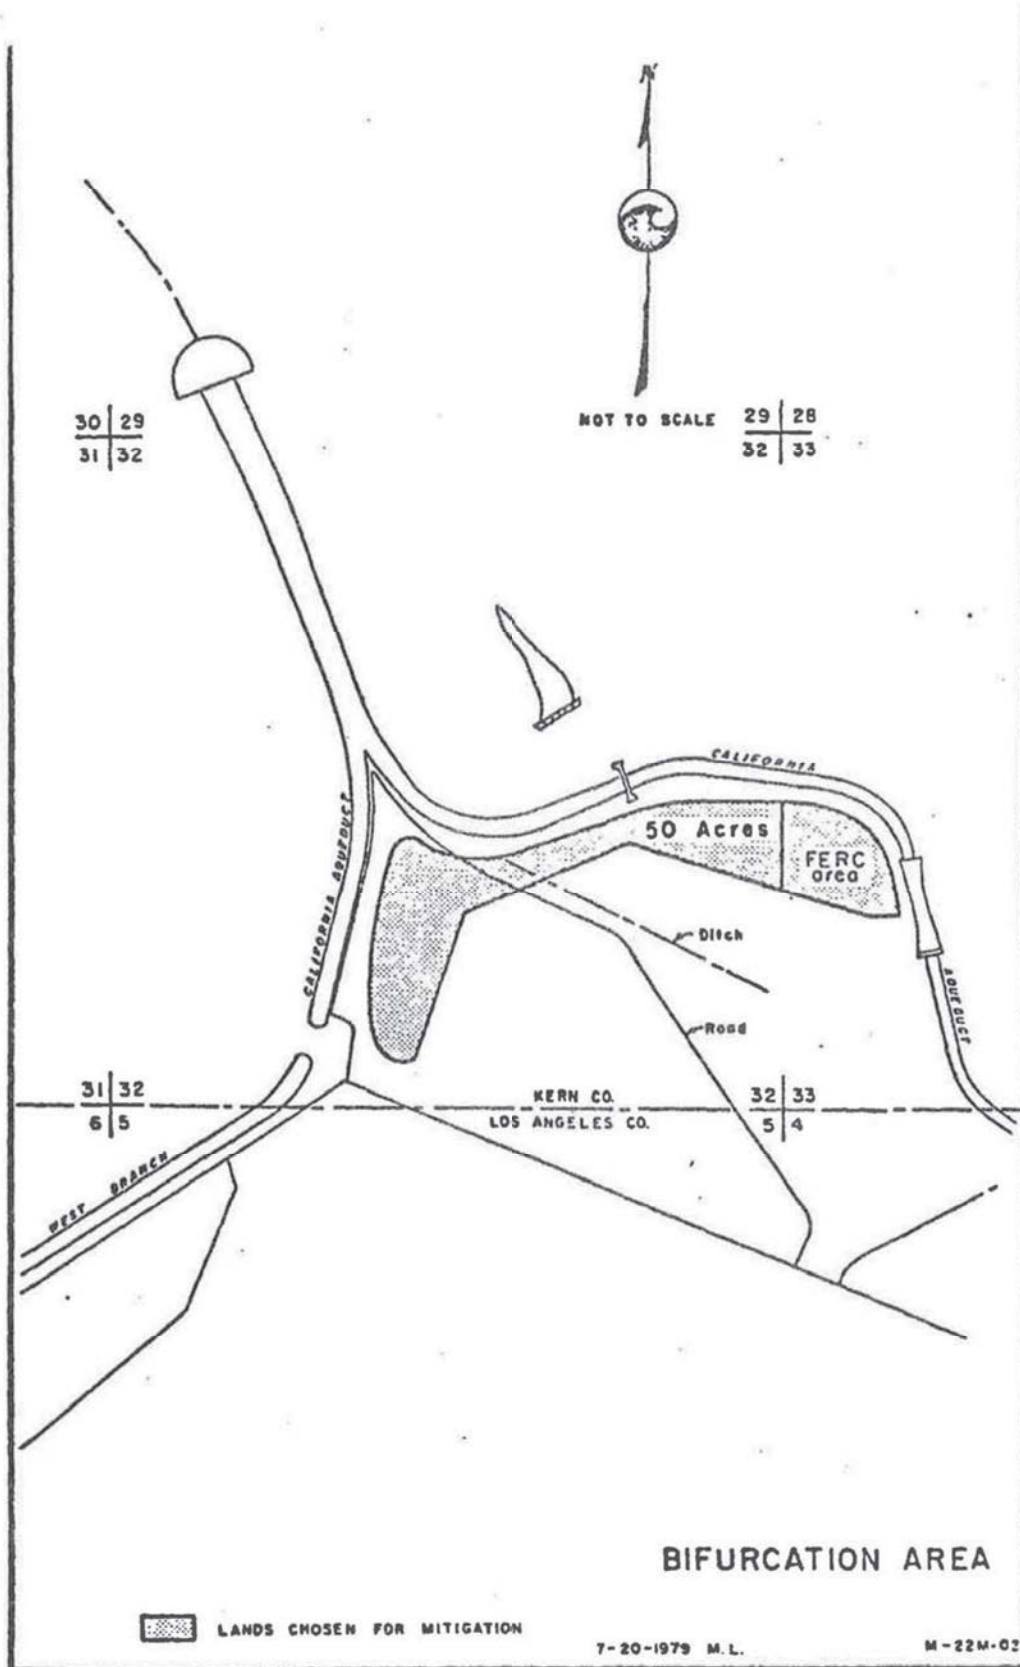 N
NOT TO SCALE
30 29
31 32
29 28
32 33
CALIFORNIA
50 Acres
FERC
area
CALIFORNIA AQUEDUCT
Ditch
Road
AQUEDUCT
31 32
6 5
KERN CO.
LOS ANGELES CO.
32 33
5 4
WEST BRANCH
BIFURCATION AREA
LANDS CHOSEN FOR MITIGATION
7-20-1979 M.L.
M-22M-02